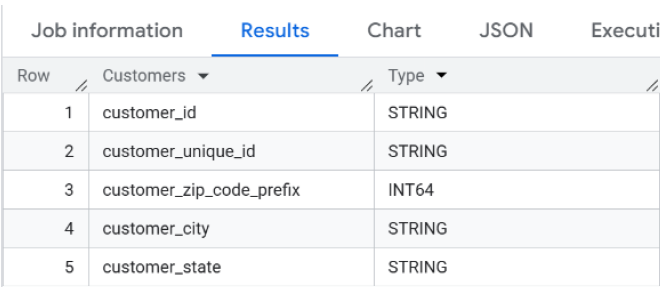 Job information Results Chart JSON Executi
Row Customers Type
1 customer_id STRING
2 customer_unique_id STRING
3 customer_zip_code_prefix INT64
4 customer_city STRING
5 customer_state STRING